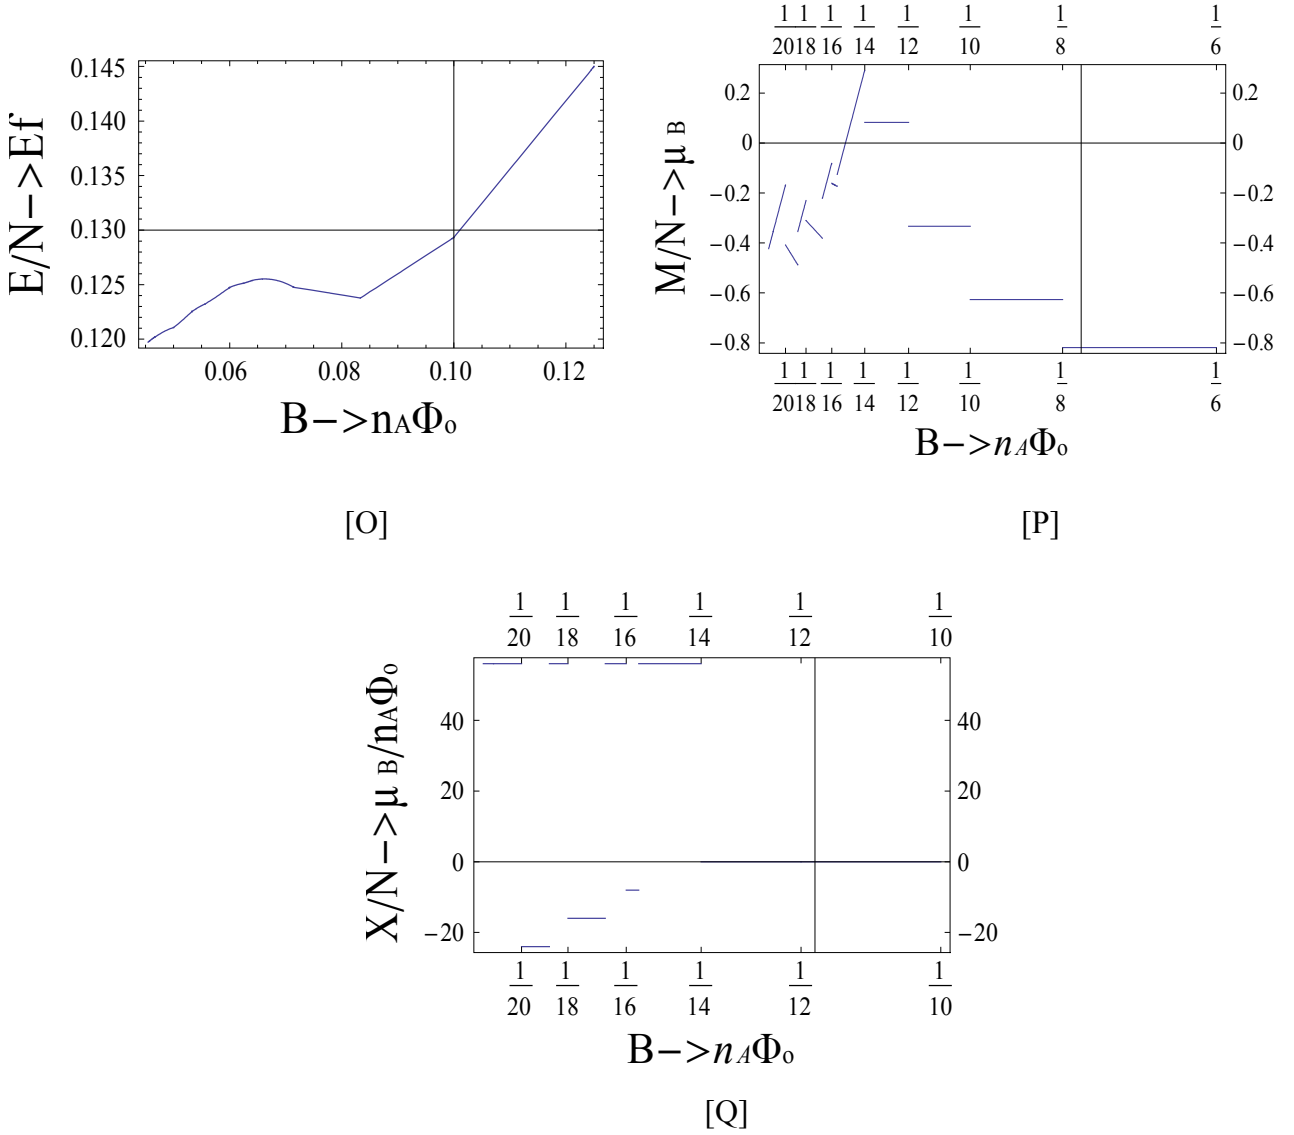 1 1 1 1 1 1 1 1
20 18 16 14 12 10 8 6
0.145
0.140
0.135
0.130
0.125
0.120
E/N->Ef
0.06 0.08 0.10 0.12
B->nAΦo
[O]
0.2 0.2
0 0
-0.2 -0.2
-0.4 -0.4
-0.6 -0.6
-0.8 -0.8
M/N->μB
1 1 1 1 1 1 1 1
20 18 16 14 12 10 8 6
B->nAΦo
[P]
1 1 1 1 1 1
20 18 16 14 12 10
40 40
20 20
0 0
-20 -20
X/N->μB/nAΦo
1 1 1 1 1 1
20 18 16 14 12 10
B->nAΦo
[Q]